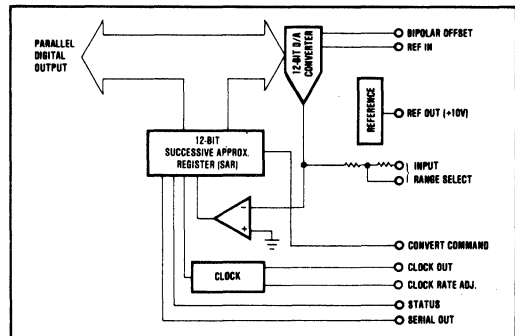 PARALLEL
DIGITAL
OUTPUT
12-BIT D/A
CONVERTER
BIPOLAR OFFSET
REF IN
REFERENCE
REF OUT (+10V)
12-BIT
SUCCESSIVE APPROX.
REGISTER (SAR)
INPUT
RANGE SELECT
−
+
CONVERT COMMAND
CLOCK
CLOCK OUT
CLOCK RATE ADJ.
STATUS
SERIAL OUT